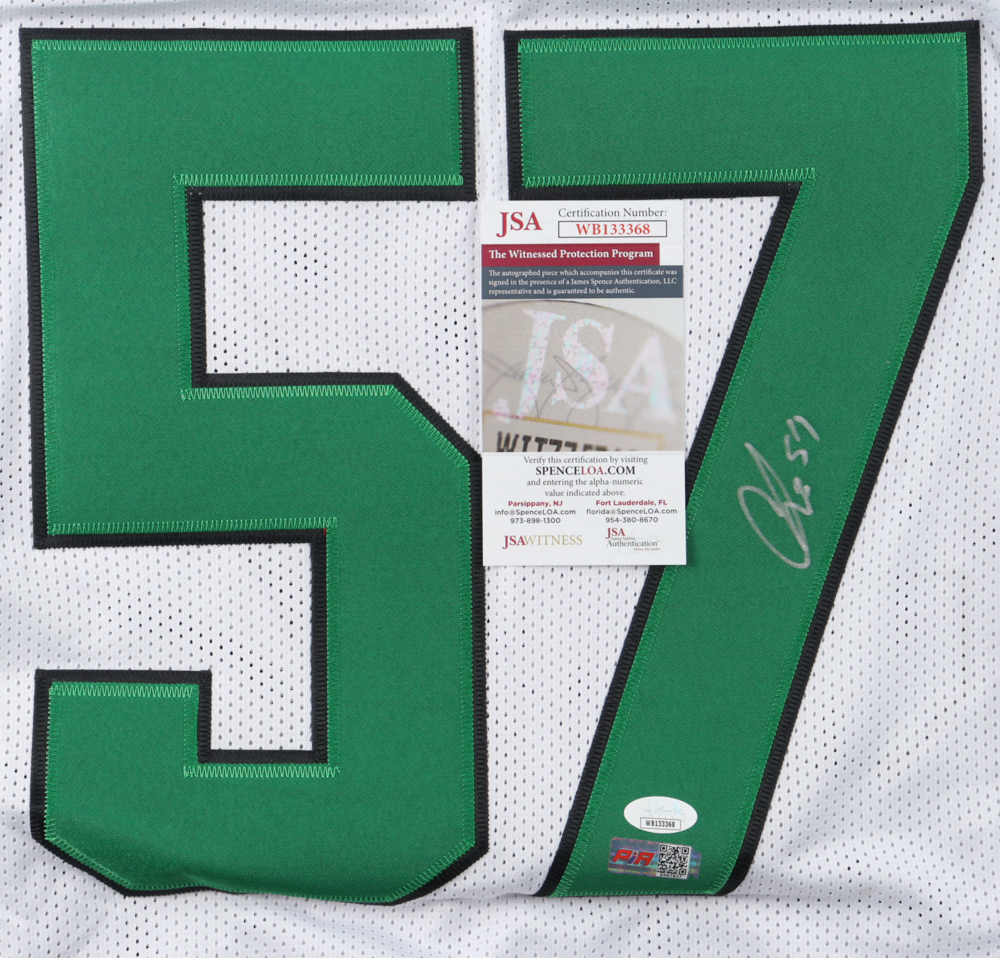 57
JSA
Certification Number:
WB133368
The Witnessed Protection Program
The autographed piece which accompanies this certificate was
signed in the presence of a James Spence Authentication, LLC
representative and is guaranteed to be authentic.
JSA
Verify this certification by visiting
SPENCELOA.COM
and entering the alpha-numeric
value indicated above.
Parsippany, NJ
info@SpenceLOA.com
973-898-1300
Fort Lauderdale, FL
florida@SpenceLOA.com
954-380-8670
JSAWITNESS
JSA
Authentication
57
WB133368